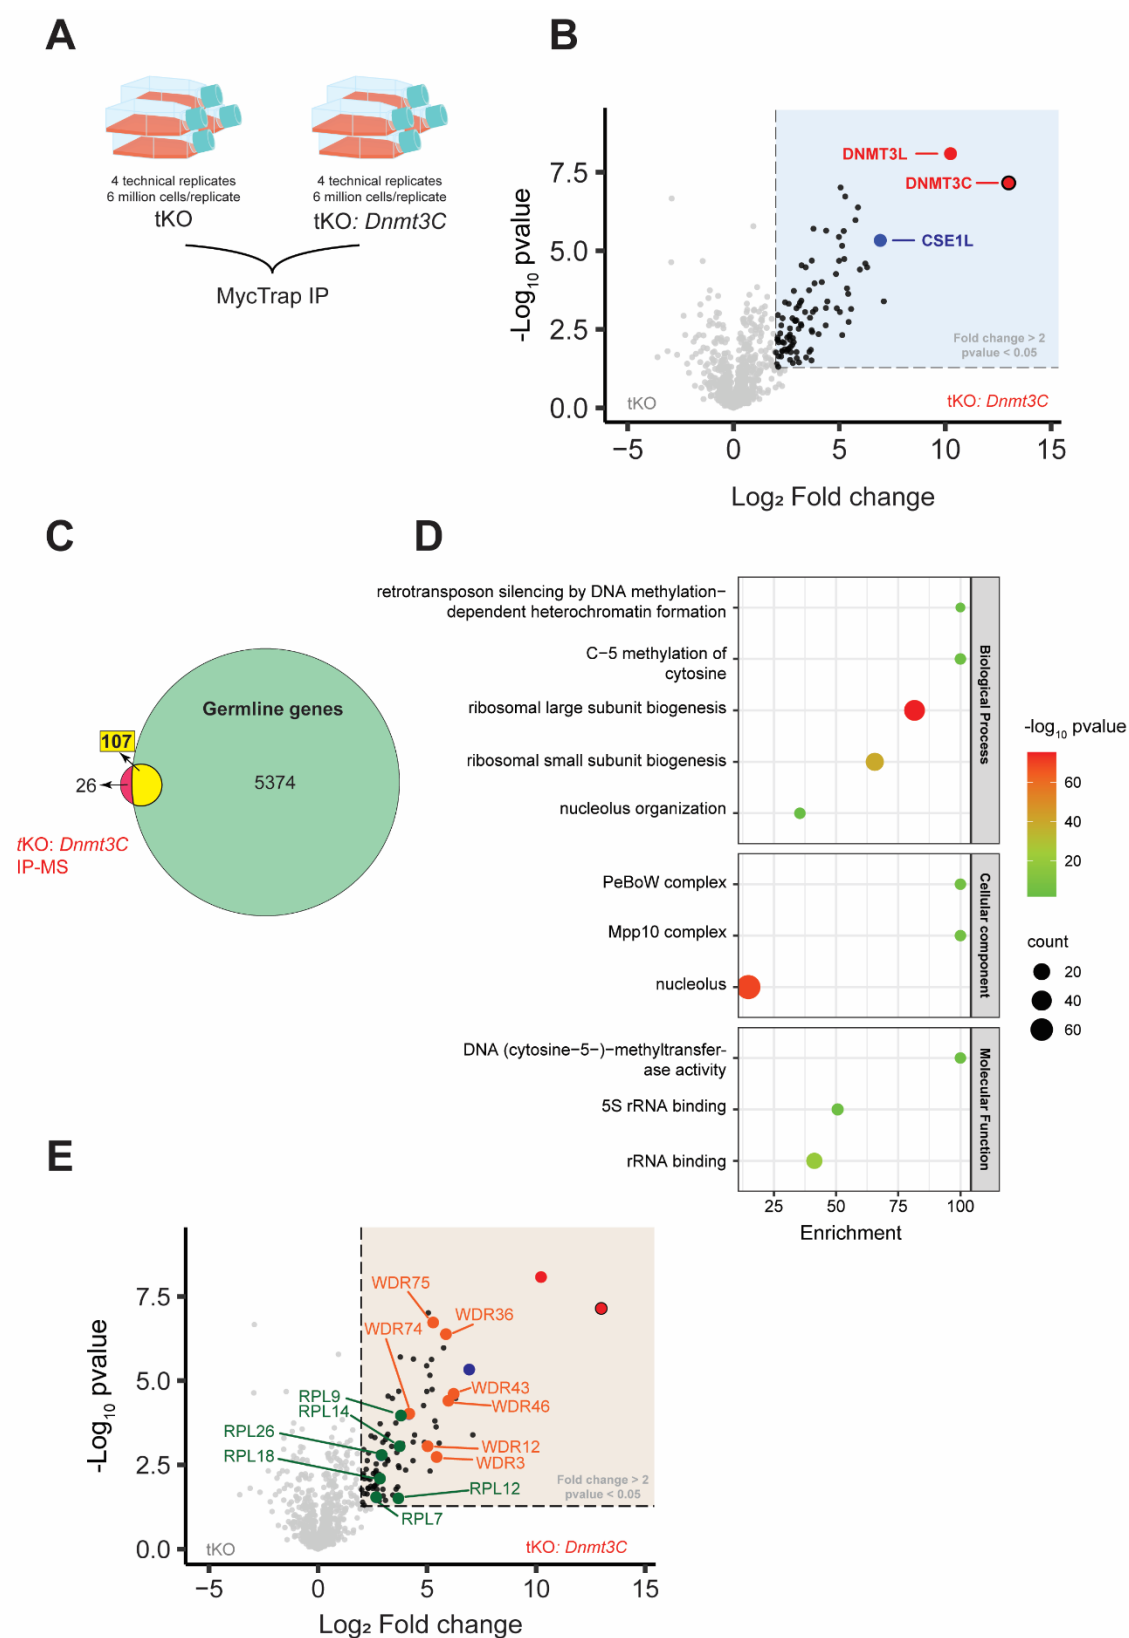 A
4 technical replicates
6 million cells/replicate
tKO
4 technical replicates
6 million cells/replicate
tKO: Dnmt3C
MycTrap IP
B
-Log₁₀ pvalue
7.5
5.0
2.5
0.0
DNMT3L
DNMT3C
CSE1L
Fold change > 2
pvalue < 0.05
tKO
tKO: Dnmt3C
−5
0
5
10
15
Log₂ Fold change
C
Germline genes
107
26
5374
tKO: Dnmt3C
IP-MS
D
retrotransposon silencing by DNA methylation−
dependent heterochromatin formation
C−5 methylation of
cytosine
ribosomal large subunit biogenesis
ribosomal small subunit biogenesis
nucleolus organization
Biological Process
PeBoW complex
Mpp10 complex
nucleolus
Cellular component
DNA (cytosine−5−)−methyltransfer-
ase activity
5S rRNA binding
rRNA binding
Molecular Function
25
50
75
100
Enrichment
-log₁₀ pvalue
60
40
20
count
20
40
60
E
-Log₁₀ pvalue
7.5
5.0
2.5
0.0
WDR75
WDR36
WDR74
WDR43
WDR46
RPL9
RPL14
RPL26
RPL18
WDR12
WDR3
RPL12
RPL7
Fold change > 2
pvalue < 0.05
tKO
tKO: Dnmt3C
−5
0
5
10
15
Log₂ Fold change